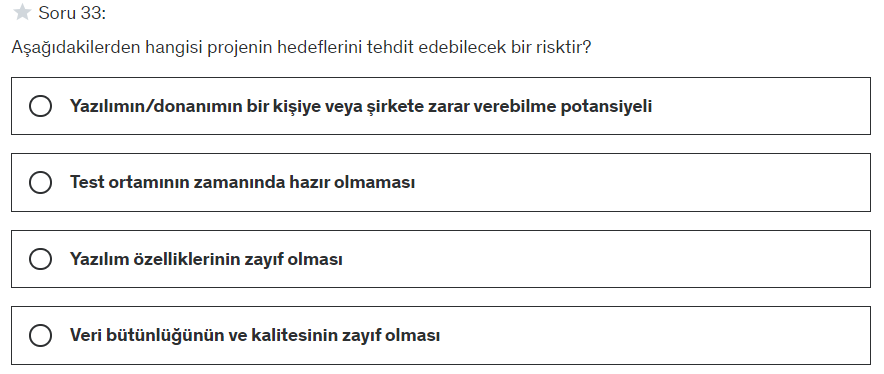 Soru 33:
Aşağıdakilerden hangisi projenin hedeflerini tehdit edebilecek bir risktir?
Yazılımın/donanımın bir kişiye veya şirkete zarar verebilme potansiyeli
Test ortamının zamanında hazır olmaması
Yazılım özelliklerinin zayıf olması
Veri bütünlüğünün ve kalitesinin zayıf olması